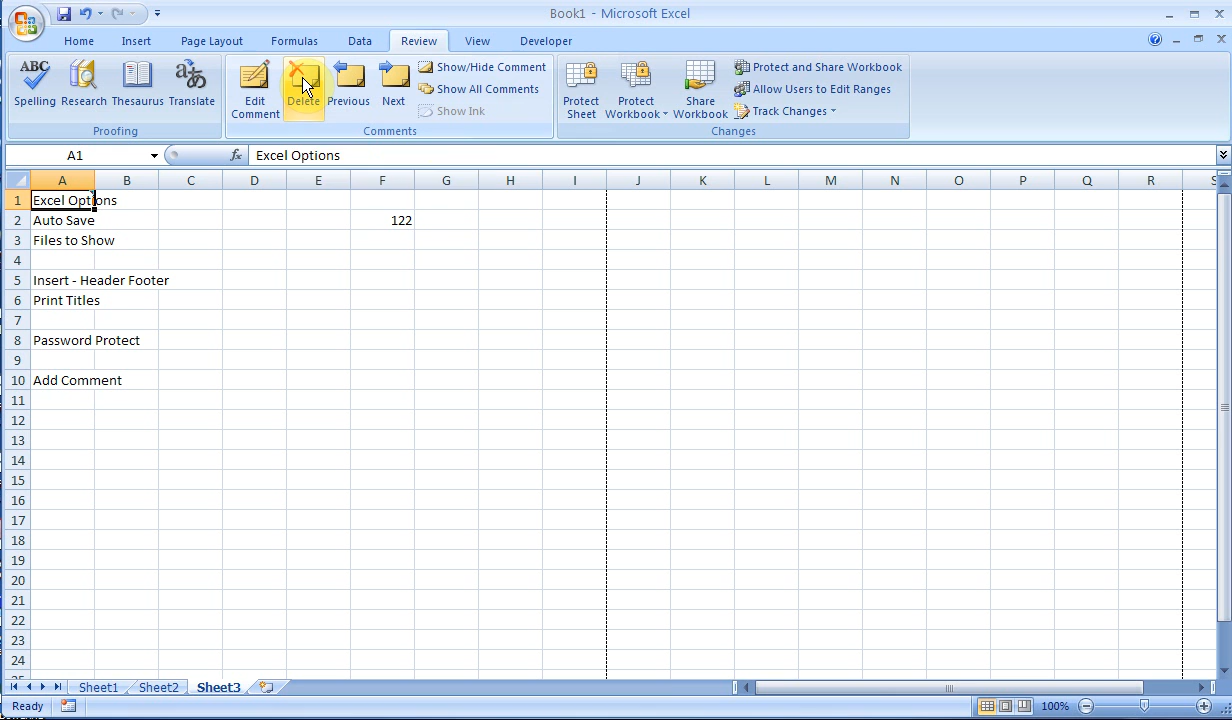 Book1 - Microsoft Excel
Home Insert Page Layout Formulas Data Review View Developer
ABC
Spelling Research Thesaurus Translate
Proofing
Edit Comment Delete Previous Next
Show/Hide Comment
Show All Comments
Show Ink
Comments
Protect Sheet Protect Workbook Share Workbook
Protect and Share Workbook
Allow Users to Edit Ranges
Track Changes
Changes
A1 fx Excel Options
A B C D E F G H I J K L M N O P Q R S
1 Excel Options
2 Auto Save 122
3 Files to Show
4
5 Insert - Header Footer
6 Print Titles
7
8 Password Protect
9
10 Add Comment
11
12
13
14
15
16
17
18
19
20
21
22
23
24
Sheet1 Sheet2 Sheet3
Ready 100%